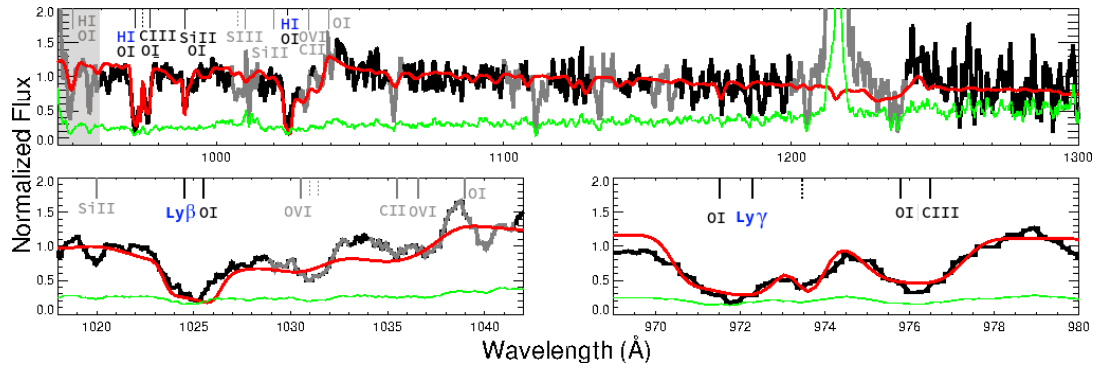 2.0
HI HI CIII SiII SIII HI OVI OI
OI OI OI OI SiII OI CII
1.5
1.0
0.5
0.0
1000 1100 1200 1300
Normalized Flux
2.0
SiII Lyβ OI OVI CII OVI OI
1.5
1.0
0.5
0.0
1020 1025 1030 1035 1040
2.0
OI Lyγ OI CIII
1.5
1.0
0.5
0.0
970 972 974 976 978 980
Wavelength (Å)